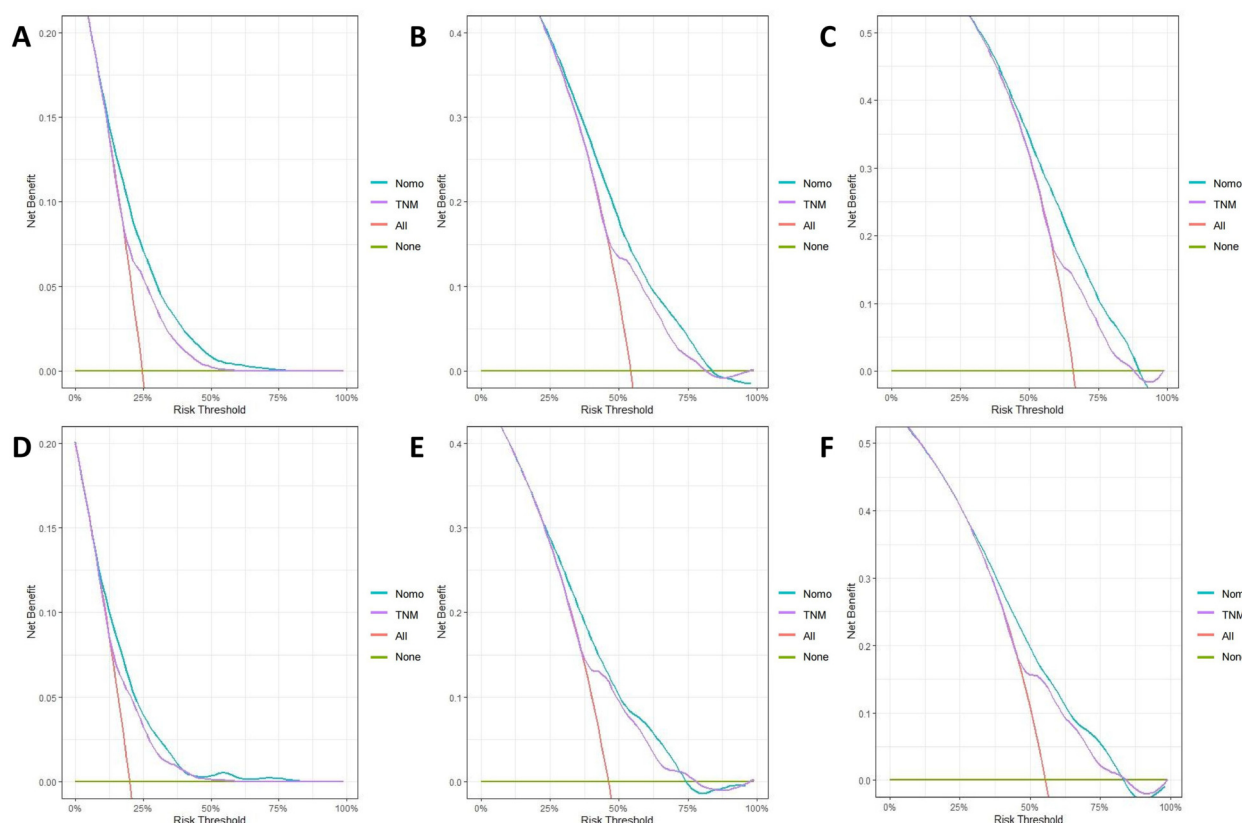 A
0.20
0.15
0.10
0.05
0.00
Net Benefit
0%
25%
50%
75%
100%
Risk Threshold
Nomo
TNM
All
None
B
0.4
0.3
0.2
0.1
0.0
Net Benefit
0%
25%
50%
75%
100%
Risk Threshold
Nomo
TNM
All
None
C
0.5
0.4
0.3
0.2
0.1
0.0
Net Benefit
0%
25%
50%
75%
100%
Risk Threshold
Nomo
TNM
All
None
D
0.20
0.15
0.10
0.05
0.00
Net Benefit
0%
25%
50%
75%
100%
Risk Threshold
Nomo
TNM
All
None
E
0.4
0.3
0.2
0.1
0.0
Net Benefit
0%
25%
50%
75%
100%
Risk Threshold
Nomo
TNM
All
None
F
0.5
0.4
0.3
0.2
0.1
0.0
Net Benefit
0%
25%
50%
75%
100%
Risk Threshold
Nom
TNM
All
None